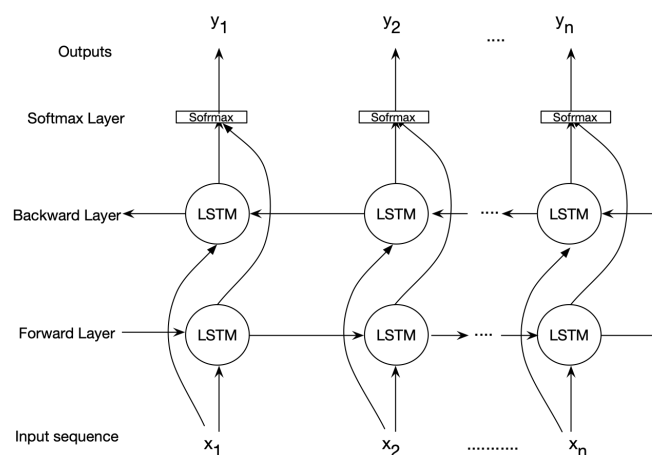 y1 y2 yn
Outputs ....
Softmax Layer Sofrmax Sofrmax Sofrmax
Backward Layer LSTM LSTM .... LSTM
Forward Layer LSTM LSTM .... LSTM
Input sequence x1 x2 ........... xn